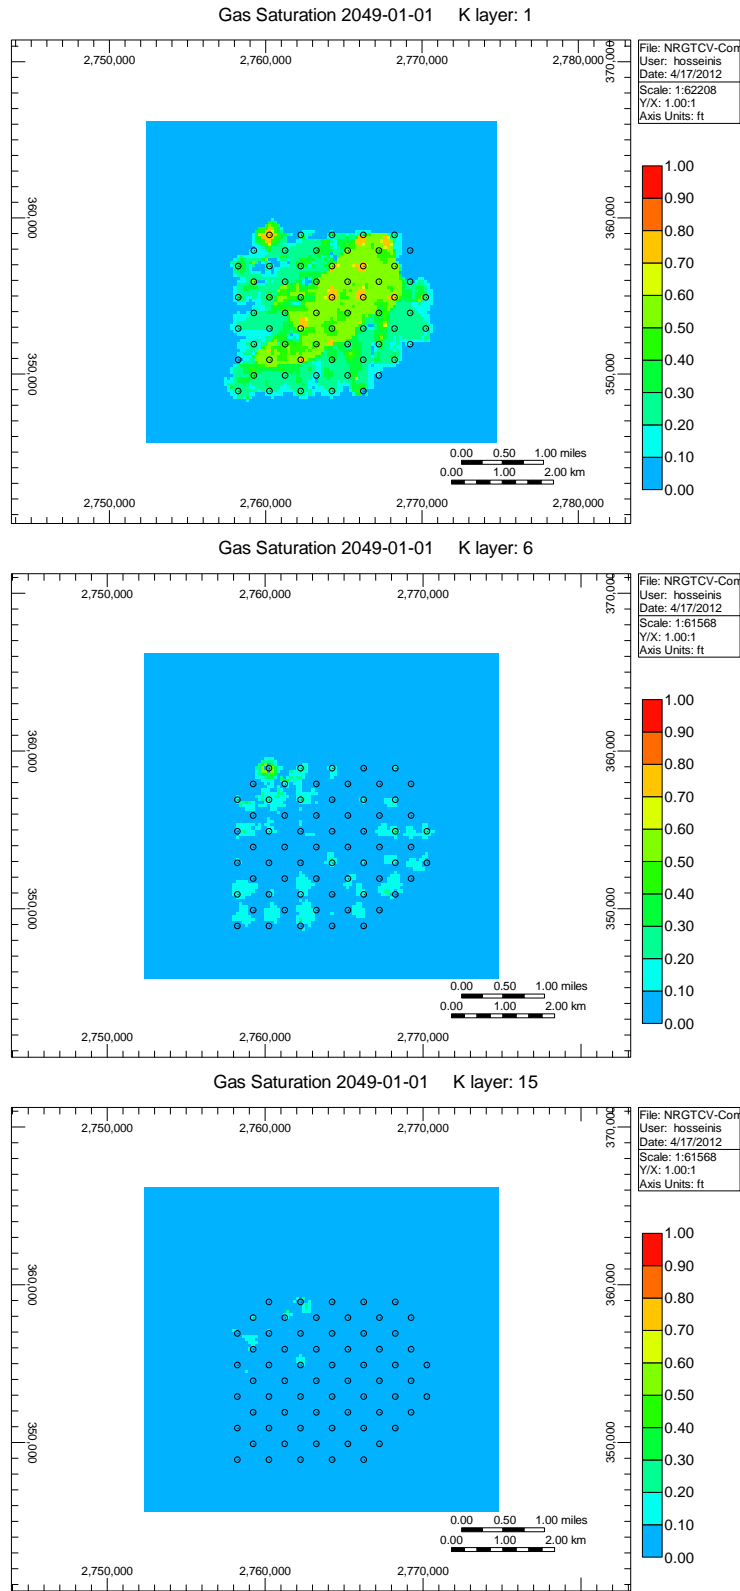 Gas Saturation 2049-01-01 K layer: 1
2,750,000 2,760,000 2,770,000 2,780,000
370,000
360,000 360,000
350,000 350,000
File: NRGTCV-Com
User: hosseinis
Date: 4/17/2012
Scale: 1:62208
Y/X: 1.00:1
Axis Units: ft
1.00
0.90
0.80
0.70
0.60
0.50
0.40
0.30
0.20
0.10
0.00
0.00 0.50 1.00 miles
0.00 1.00 2.00 km
2,750,000 2,760,000 2,770,000 2,780,000
Gas Saturation 2049-01-01 K layer: 6
2,750,000 2,760,000 2,770,000
370,000
360,000 360,000
350,000 350,000
File: NRGTCV-Com
User: hosseinis
Date: 4/17/2012
Scale: 1:61568
Y/X: 1.00:1
Axis Units: ft
1.00
0.90
0.80
0.70
0.60
0.50
0.40
0.30
0.20
0.10
0.00
0.00 0.50 1.00 miles
0.00 1.00 2.00 km
2,750,000 2,760,000 2,770,000
Gas Saturation 2049-01-01 K layer: 15
2,750,000 2,760,000 2,770,000
370,000
360,000 360,000
350,000 350,000
File: NRGTCV-Com
User: hosseinis
Date: 4/17/2012
Scale: 1:61568
Y/X: 1.00:1
Axis Units: ft
1.00
0.90
0.80
0.70
0.60
0.50
0.40
0.30
0.20
0.10
0.00
0.00 0.50 1.00 miles
0.00 1.00 2.00 km
2,750,000 2,760,000 2,770,000